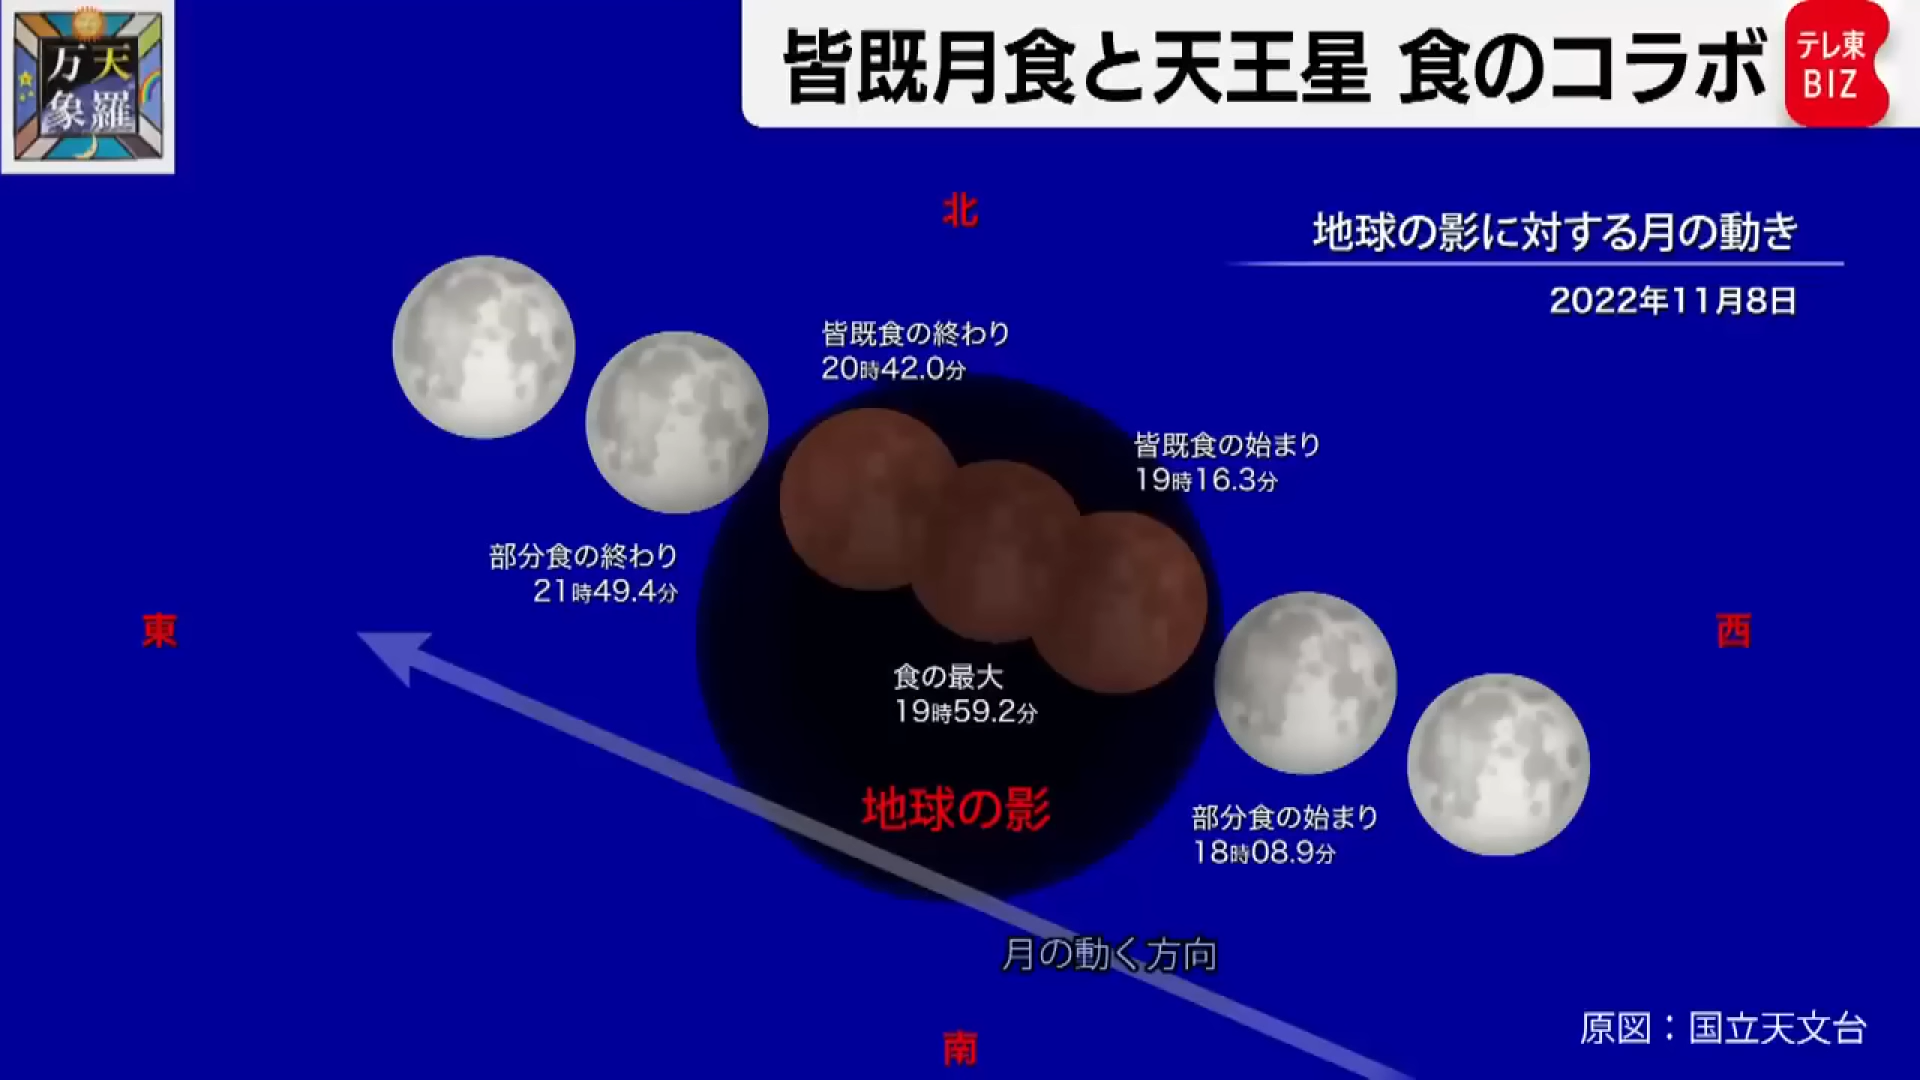 天羅
万象
皆既月食と天王星 食のコラボ
テレ東
BIZ
北
地球の影に対する月の動き
2022年11月8日
皆既食の終わり
20時42.0分
皆既食の始まり
19時16.3分
部分食の終わり
21時49.4分
東
西
食の最大
19時59.2分
地球の影
部分食の始まり
18時08.9分
月の動く方向
南
原図：国立天文台